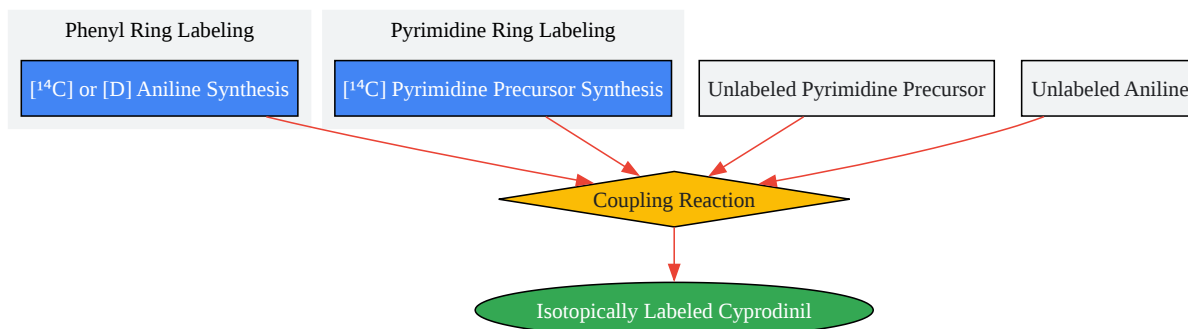 Phenyl Ring Labeling
Pyrimidine Ring Labeling
[¹⁴C] or [D] Aniline Synthesis
[¹⁴C] Pyrimidine Precursor Synthesis
Unlabeled Pyrimidine Precursor
Unlabeled Aniline
Coupling Reaction
Isotopically Labeled Cyprodinil